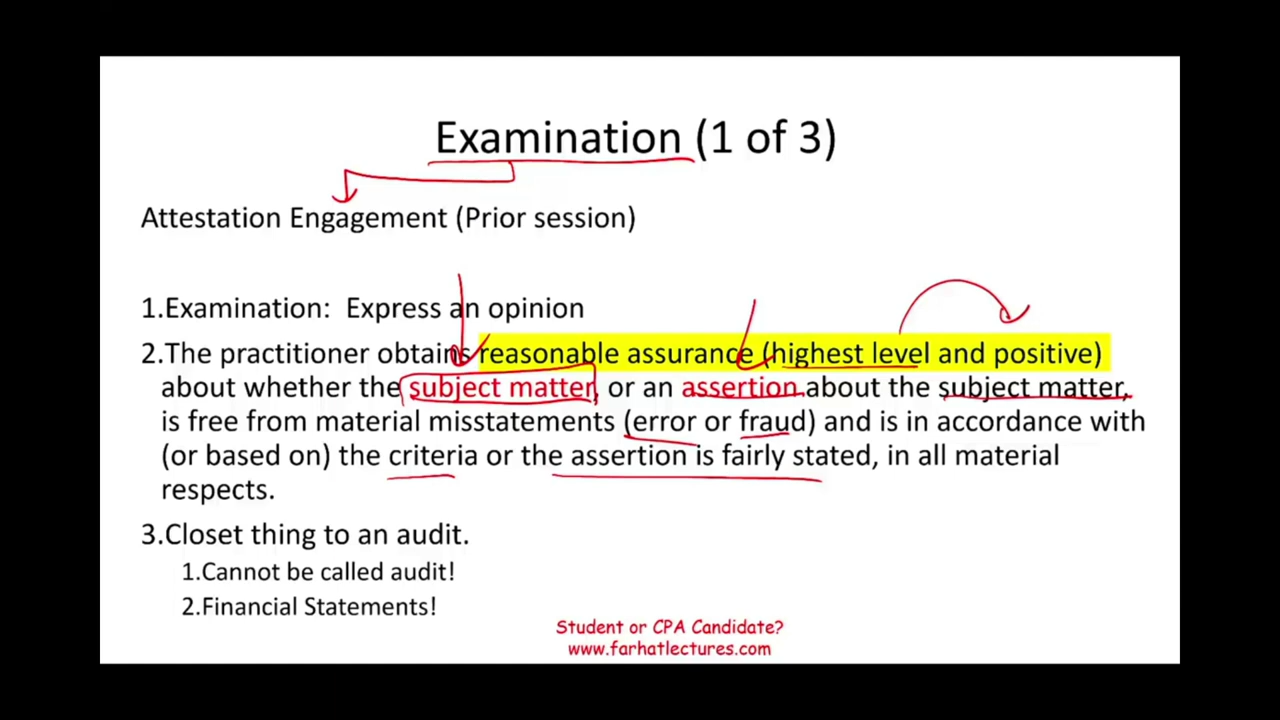 Examination (1 of 3)
Attestation Engagement (Prior session)
1.Examination:  Express an opinion
2.The practitioner obtains reasonable assurance (highest level and positive)
about whether the subject matter, or an assertion about the subject matter,
is free from material misstatements (error or fraud) and is in accordance with
(or based on) the criteria or the assertion is fairly stated, in all material
respects.
3.Closet thing to an audit.
1.Cannot be called audit!
2.Financial Statements!
Student or CPA Candidate?
www.farhatlectures.com